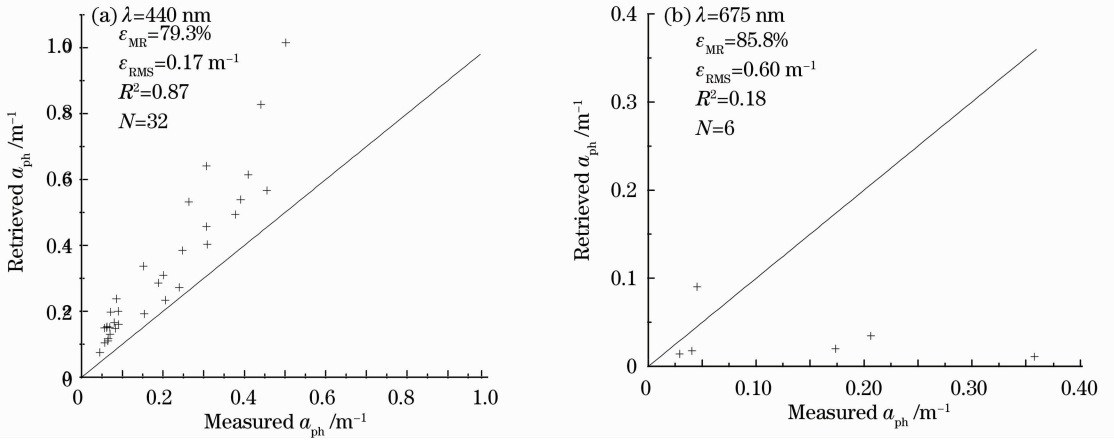 (a) λ=440 nm
ε_MR=79.3%
ε_RMS=0.17 m⁻¹
R²=0.87
N=32
1.0
0.8
0.6
0.4
0.2
0
0 0.2 0.4 0.6 0.8 1.0
Retrieved a_ph /m⁻¹
Measured a_ph /m⁻¹
(b) λ=675 nm
ε_MR=85.8%
ε_RMS=0.60 m⁻¹
R²=0.18
N=6
0.4
0.3
0.2
0.1
0
0 0.10 0.20 0.30 0.40
Retrieved a_ph /m⁻¹
Measured a_ph /m⁻¹